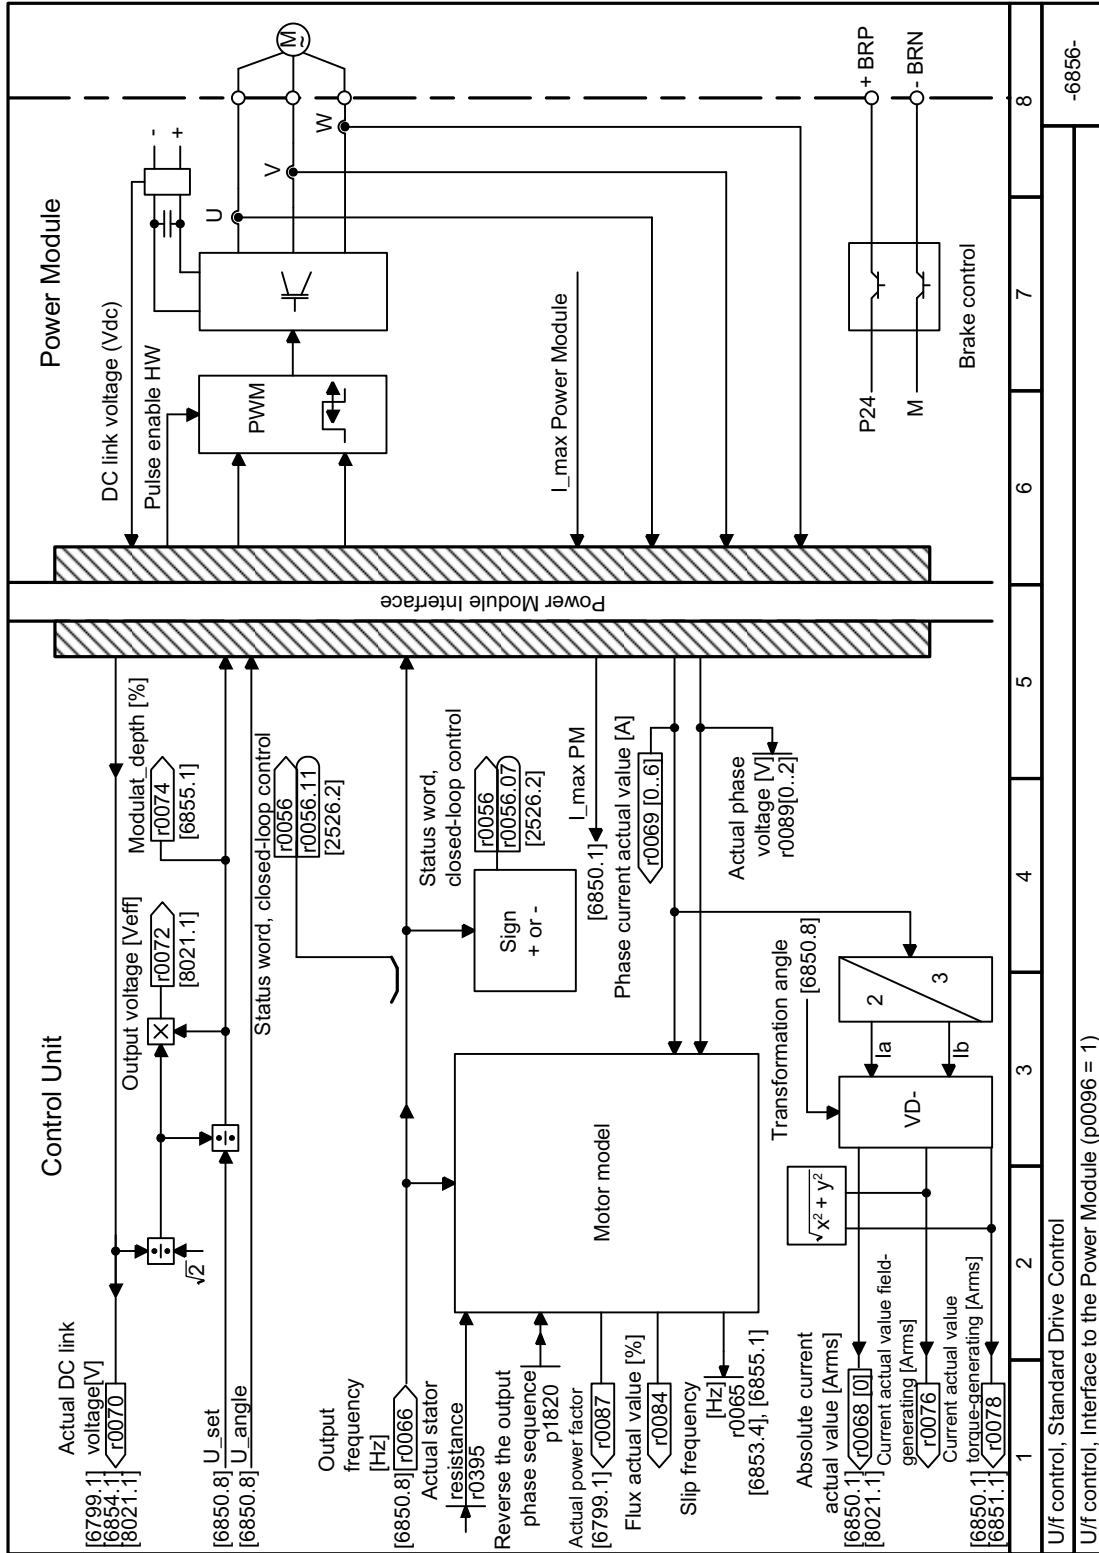 Control Unit
Power Module
Actual DC link
voltage[V]
r0070
[6799.1]
[6854.1]
[8021.1]
√2
Output voltage [Veff]
r0072
[8021.1]
Modulat_depth [%]
r0074
[6855.1]
[6850.8] U_set
[6850.8] U_angle
Status word, closed-loop control
r0056
r0056.11
[2526.2]
Output
frequency
[Hz]
[6850.8] r0066
Status word,
closed-loop control
r0056
r0056.07
[2526.2]
Sign
+ or -
Actual stator
resistance
r0395
Reverse the output
phase sequence
p1820
Actual power factor
[6799.1] r0087
Flux actual value [%]
r0084
Slip frequency
[Hz]
r0065
[6853.4], [6855.1]
Motor model
I_max PM
[6850.1]
Phase current actual value [A]
r0069 [0..6]
Actual phase
voltage [V]
r0089[0..2]
Transformation angle
[6850.8]
2
3
Ia
Ib
VD-
√x² + y²
Absolute current
actual value [Arms]
[6850.1] r0068 [0]
[8021.1]
Current actual value field-
generating [Arms]
r0076
Current actual value
torque-generating [Arms]
[6850.1] r0078
[6851.1]
Power Module Interface
DC link voltage (Vdc)
Pulse enable HW
PWM
-
+
U
V
W
M
~
I_max Power Module
P24
M
+ BRP
- BRN
Brake control
1 2 3 4 5 6 7 8
U/f control, Standard Drive Control
U/f control, Interface to the Power Module (p0096 = 1)
-6856-